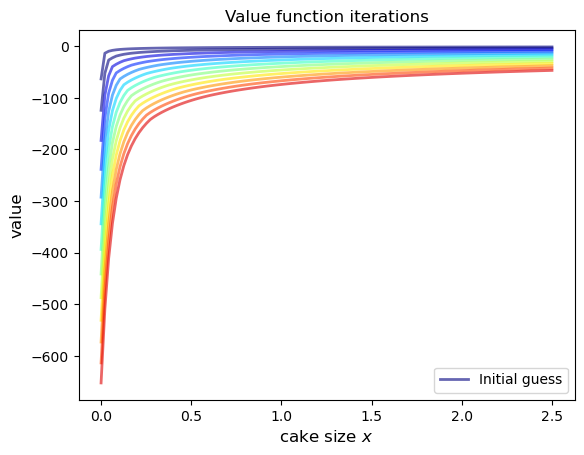 Value function iterations
value
0
−100
−200
−300
−400
−500
−600
Initial guess
0.0 0.5 1.0 1.5 2.0 2.5
cake size x